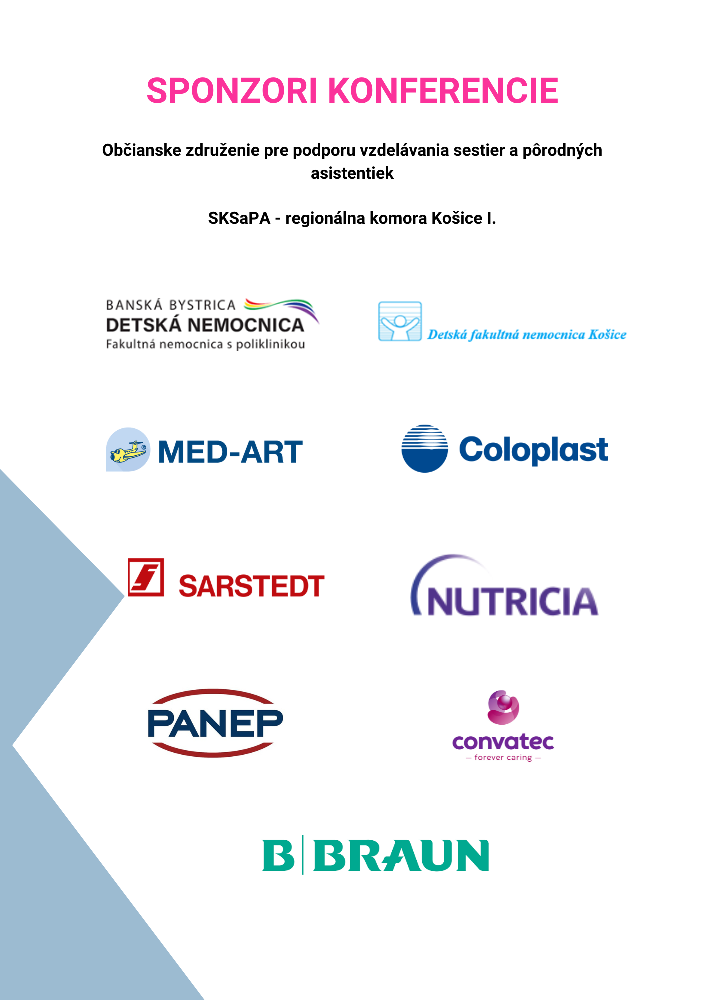 SPONZORI KONFERENCIE
Občianske združenie pre podporu vzdelávania sestier a pôrodných
asistentiek
SKSaPA - regionálna komora Košice I.
BANSKÁ BYSTRICA
DETSKÁ NEMOCNICA
Fakultná nemocnica s poliklinikou
Detská fakultná nemocnica Košice
® MED-ART
Coloplast
SARSTEDT
NUTRICIA
PANEP
convatec
– forever caring –
B BRAUN